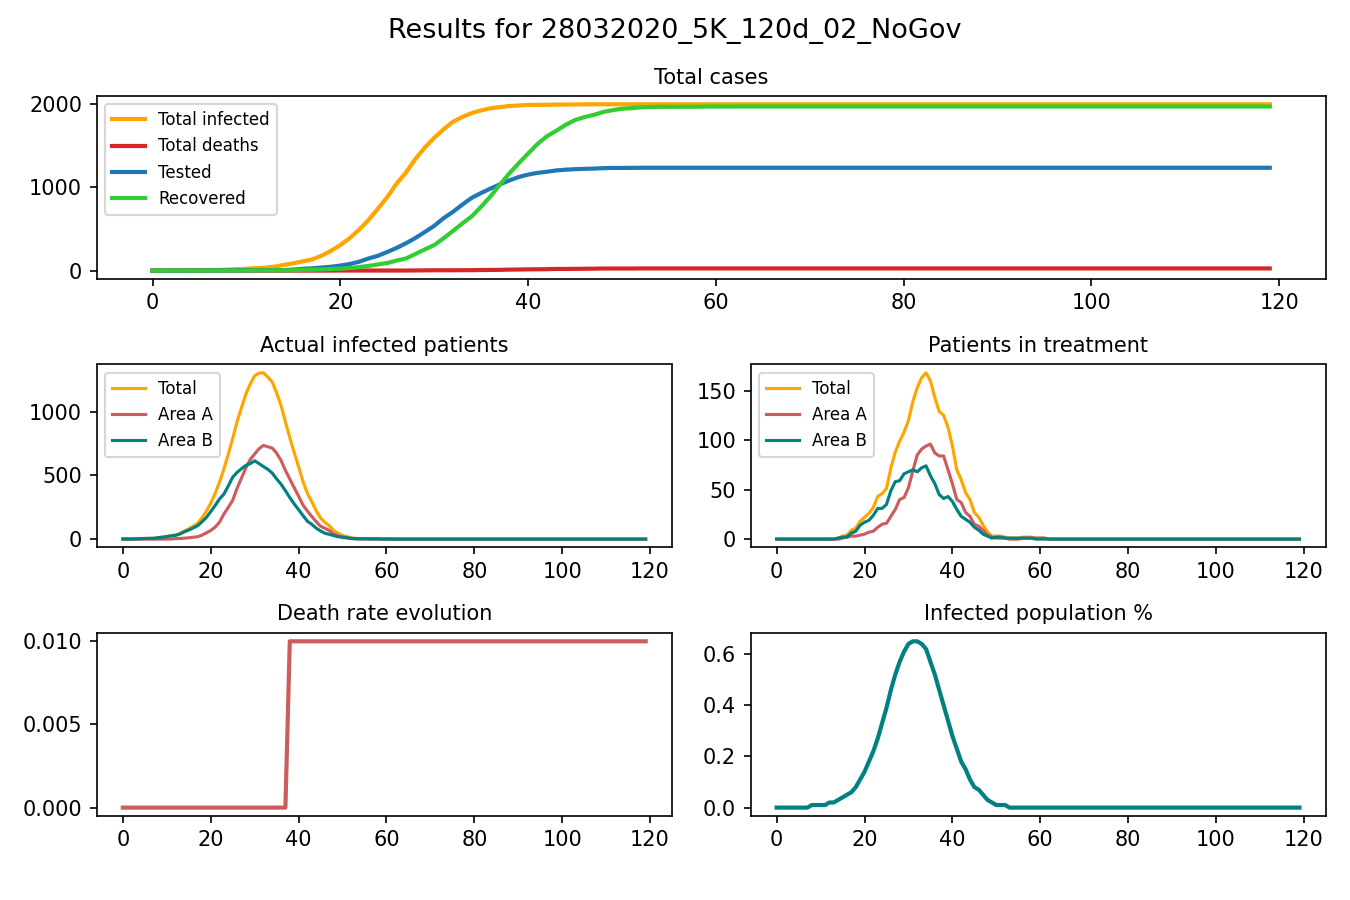 Results for 28032020_5K_120d_02_NoGov
Total cases
2000
1000
0
Total infected
Total deaths
Tested
Recovered
0 20 40 60 80 100 120
Actual infected patients
1000
500
0
Total
Area A
Area B
0 20 40 60 80 100 120
Patients in treatment
150
100
50
0
Total
Area A
Area B
0 20 40 60 80 100 120
Death rate evolution
0.010
0.005
0.000
0 20 40 60 80 100 120
Infected population %
0.6
0.4
0.2
0.0
0 20 40 60 80 100 120